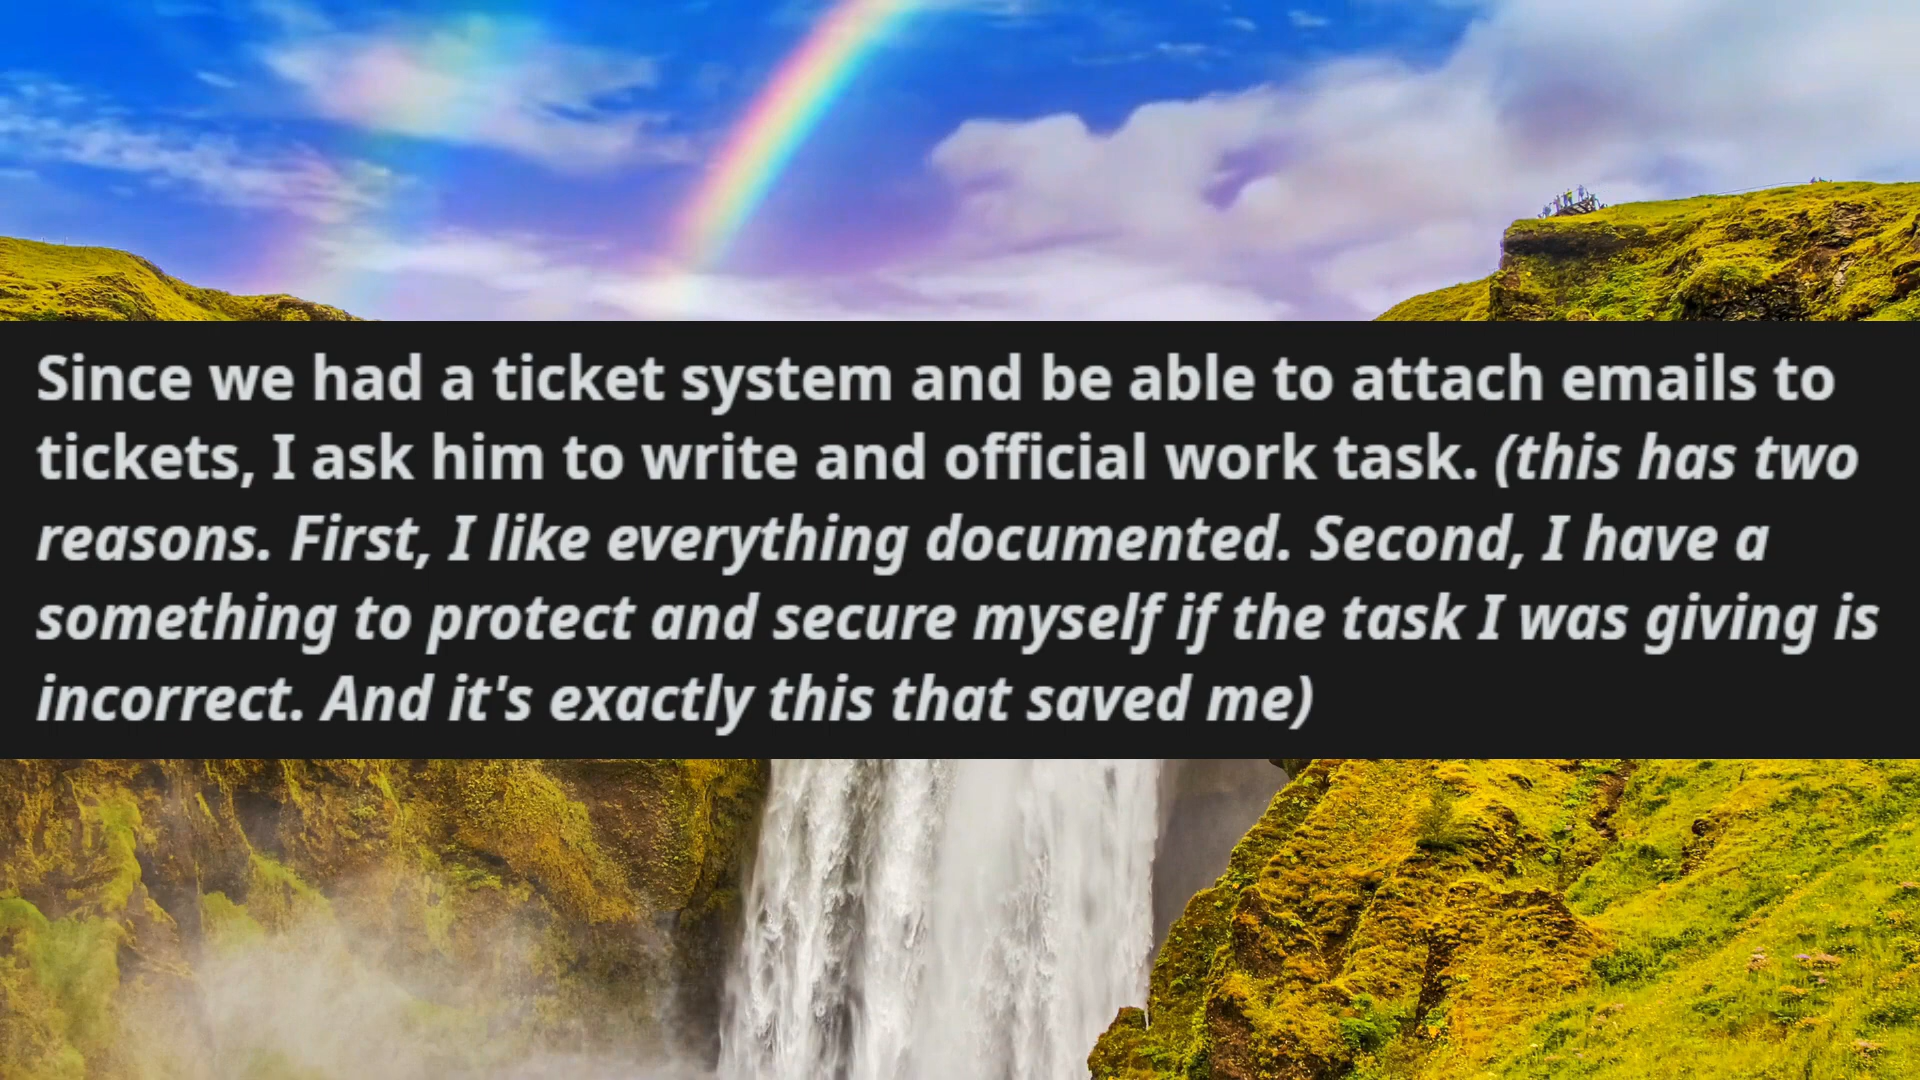 Since we had a ticket system and be able to attach emails to
tickets, I ask him to write and official work task. (this has two
reasons. First, I like everything documented. Second, I have a
something to protect and secure myself if the task I was giving is
incorrect. And it's exactly this that saved me)